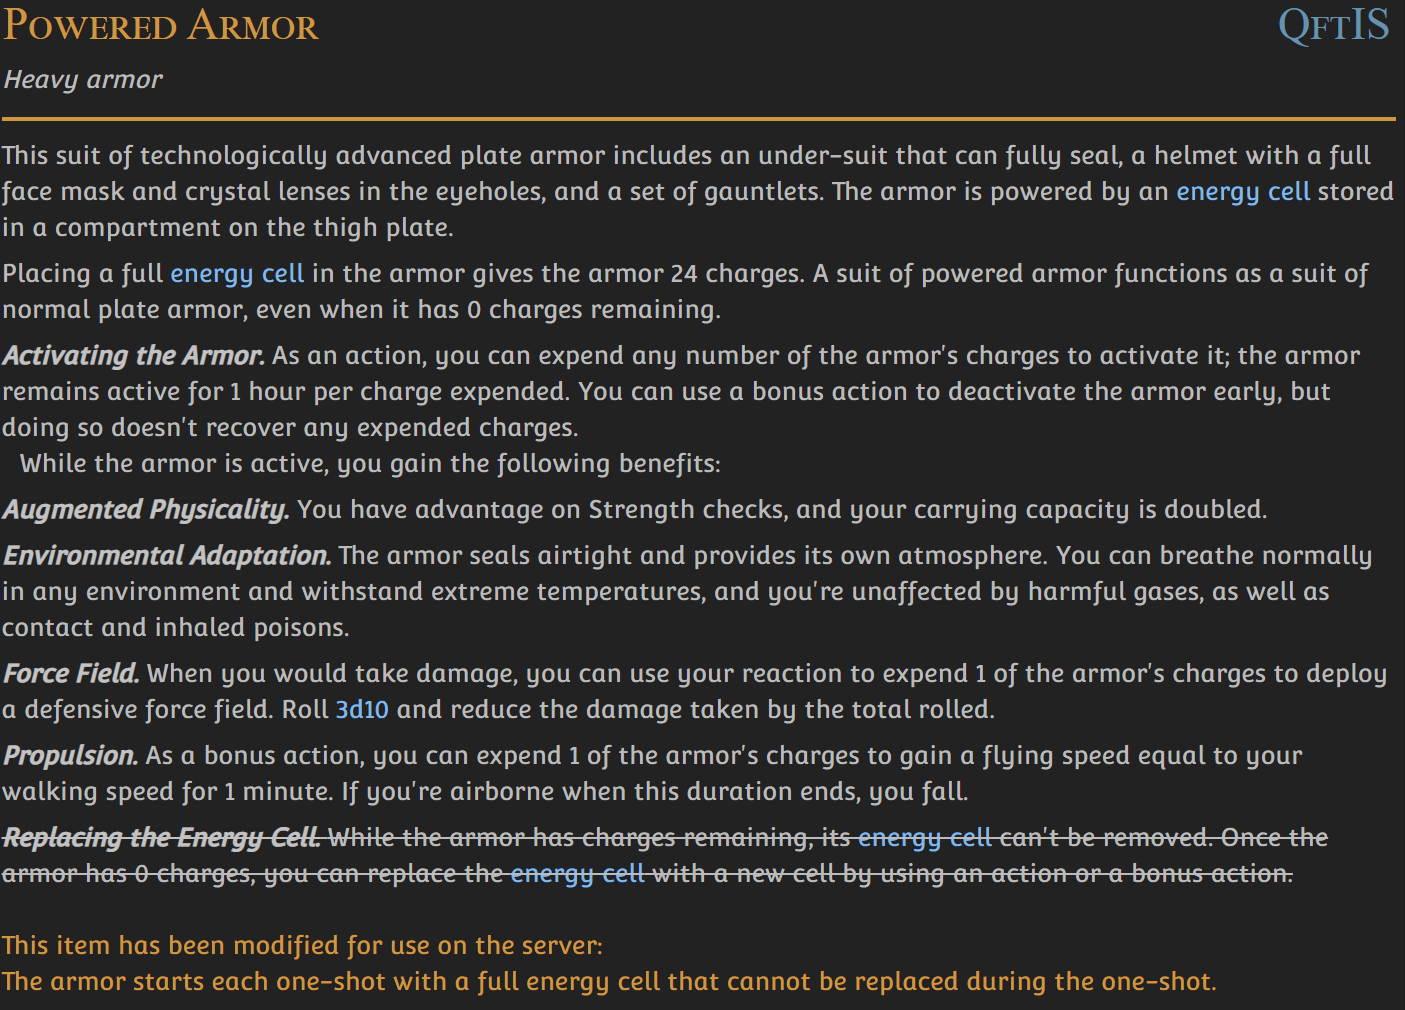 Powered Armor QftIS
Heavy armor
This suit of technologically advanced plate armor includes an under-suit that can fully seal, a helmet with a full
face mask and crystal lenses in the eyeholes, and a set of gauntlets. The armor is powered by an energy cell stored
in a compartment on the thigh plate.
Placing a full energy cell in the armor gives the armor 24 charges. A suit of powered armor functions as a suit of
normal plate armor, even when it has 0 charges remaining.
Activating the Armor. As an action, you can expend any number of the armor's charges to activate it; the armor
remains active for 1 hour per charge expended. You can use a bonus action to deactivate the armor early, but
doing so doesn't recover any expended charges.
While the armor is active, you gain the following benefits:
Augmented Physicality. You have advantage on Strength checks, and your carrying capacity is doubled.
Environmental Adaptation. The armor seals airtight and provides its own atmosphere. You can breathe normally
in any environment and withstand extreme temperatures, and you're unaffected by harmful gases, as well as
contact and inhaled poisons.
Force Field. When you would take damage, you can use your reaction to expend 1 of the armor's charges to deploy
a defensive force field. Roll 3d10 and reduce the damage taken by the total rolled.
Propulsion. As a bonus action, you can expend 1 of the armor's charges to gain a flying speed equal to your
walking speed for 1 minute. If you're airborne when this duration ends, you fall.
Replacing the Energy Cell. While the armor has charges remaining, its energy cell can't be removed. Once the
armor has 0 charges, you can replace the energy cell with a new cell by using an action or a bonus action.
This item has been modified for use on the server:
The armor starts each one-shot with a full energy cell that cannot be replaced during the one-shot.